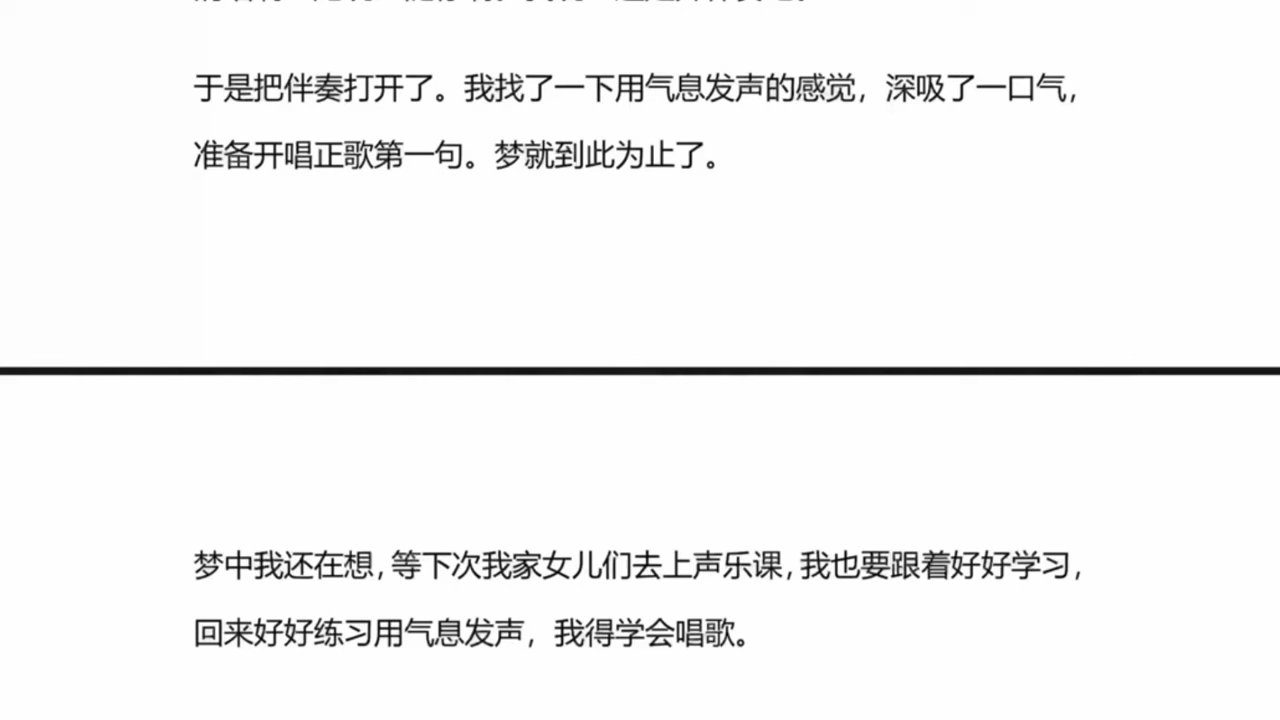 于是把伴奏打开了。我找了一下用气息发声的感觉，深吸了一口气，
准备开唱正歌第一句。梦就到此为止了。
梦中我还在想，等下次我家女儿们去上声乐课，我也要跟着好好学习，
回来好好练习用气息发声，我得学会唱歌。